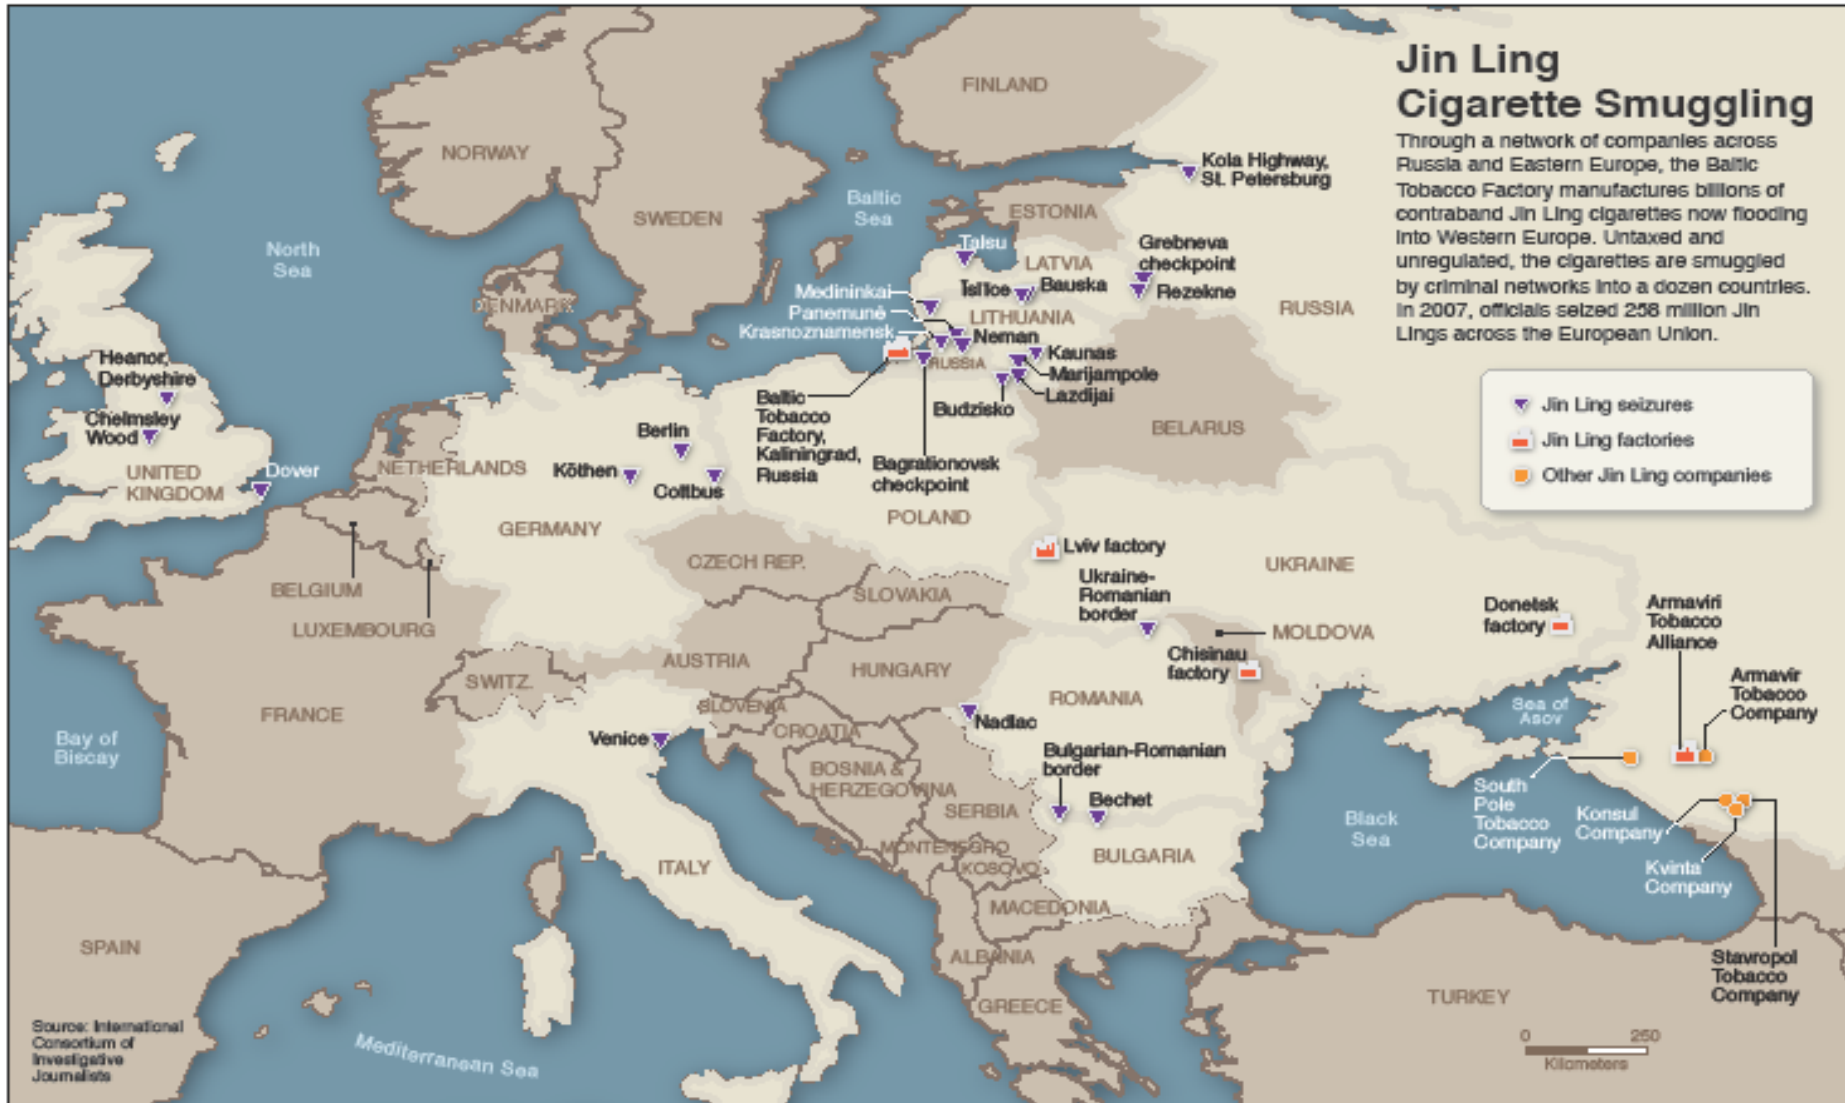 Jin Ling
Cigarette Smuggling
Through a network of companies across
Russia and Eastern Europe, the Baltic
Tobacco Factory manufactures billions of
contraband Jin Ling cigarettes now flooding
into Western Europe. Untaxed and
unregulated, the cigarettes are smuggled
by criminal networks into a dozen countries.
In 2007, officials seized 258 million Jin
Lings across the European Union.
Jin Ling seizures
Jin Ling factories
Other Jin Ling companies
FINLAND
NORWAY
SWEDEN
Baltic
Sea
North
Sea
Kola Highway,
St. Petersburg
ESTONIA
Talsu
LATVIA
Grebneva
checkpoint
Islice
Bauska
Rezekne
RUSSIA
DENMARK
Medininkai
Panemunė
Krasnoznamensk
LITHUANIA
Neman
RUSSIA
Kaunas
Marijampole
Lazdijai
Budzisko
Baltic
Tobacco
Factory,
Kaliningrad,
Russia
Bagrationovsk
checkpoint
BELARUS
Heanor,
Derbyshire
Chelmsley
Wood
UNITED
KINGDOM
Dover
NETHERLANDS
Berlin
Köthen
Cottbus
GERMANY
POLAND
BELGIUM
LUXEMBOURG
CZECH REP.
SLOVAKIA
Lviv factory
Ukraine-
Romanian
border
UKRAINE
MOLDOVA
Chisinau
factory
Donetsk
factory
Armaviri
Tobacco
Alliance
Armavir
Tobacco
Company
FRANCE
SWITZ.
AUSTRIA
HUNGARY
ROMANIA
SLOVENIA
CROATIA
Nadlac
Venice
Bay of
Biscay
BOSNIA &
HERZEGOVINA
SERBIA
Bulgarian-Romanian
border
Bechet
MONTENEGRO
KOSOVO
BULGARIA
MACEDONIA
ITALY
ALBANIA
GREECE
Sea of
Asov
Black
Sea
South
Pole
Tobacco
Company
Konsul
Company
Kvinta
Company
Stavropol
Tobacco
Company
SPAIN
TURKEY
Mediterranean Sea
Source: International
Consortium of
Investigative
Journalists
0 250
Kilometers